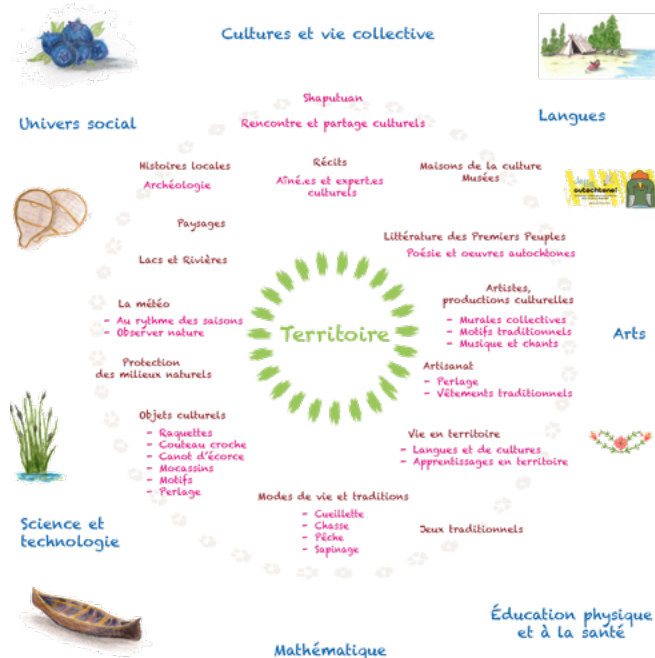 Cultures et vie collective
Univers social
Langues
Shaputuan
Rencontre et partage culturels
Histoires locales
Archéologie
Récits
Aîné.es et expert.es
culturels
Maisons de la culture
Musées
autochtone!
Paysages
Lacs et Rivières
Littérature des Premiers Peuples
Poésie et oeuvres autochtones
La météo
- Au rythme des saisons
- Observer nature
Territoire
Artistes,
productions culturelles
- Murales collectives
- Motifs traditionnels
- Musique et chants
Arts
Protection
des milieux naturels
Artisanat
- Perlage
- Vêtements traditionnels
Objets culturels
- Raquettes
- Couteau croche
- Canot d'écorce
- Mocassins
- Motifs
- Perlage
Vie en territoire
- Langues et de cultures
- Apprentissages en territoire
Modes de vie et traditions
- Cueillette
- Chasse
- Pêche
- Sapinage
Jeux traditionnels
Science et
technologie
Éducation physique
et à la santé
Mathématique